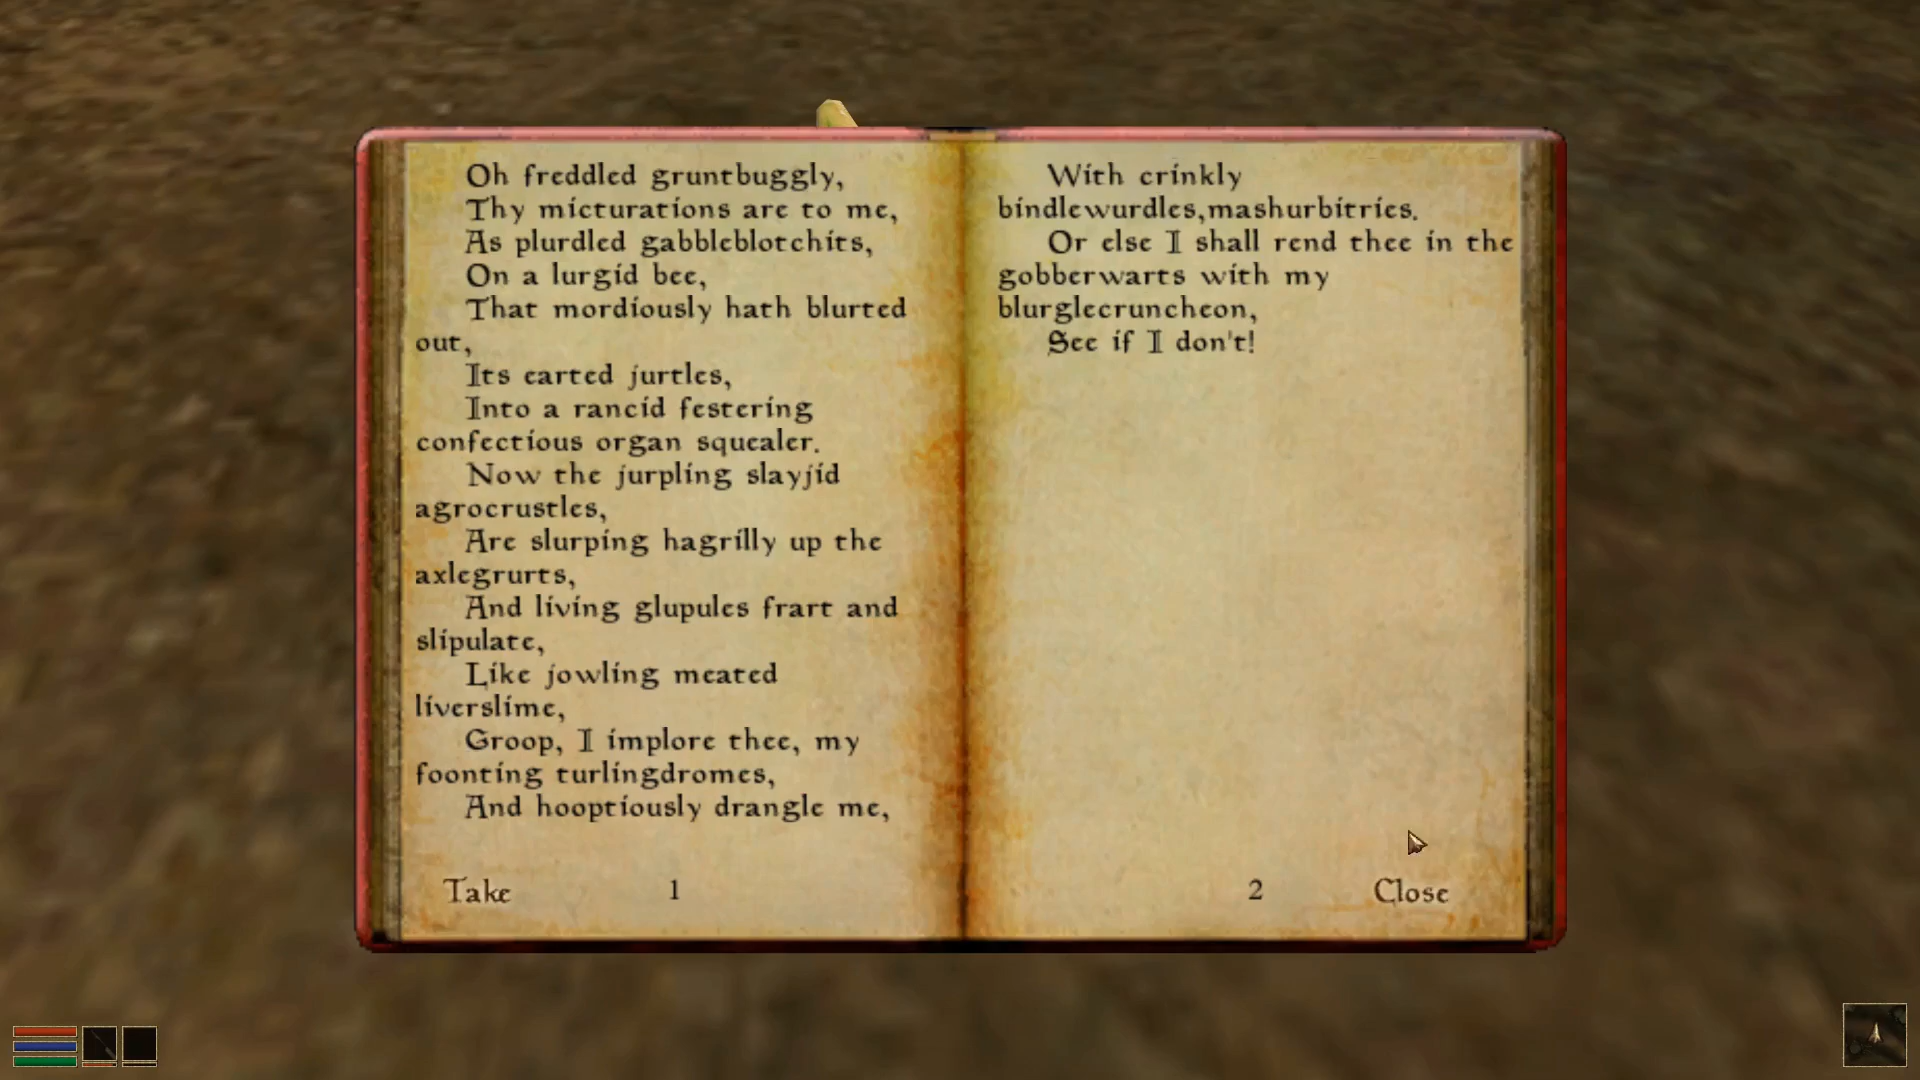 Oh freddled gruntbuggly,
Thy micturations are to me,
As plurdled gabbleblotchits,
On a lurgid bee,
That mordiously hath blurted
out,
Its earted jurtles,
Into a rancid festering
confectious organ squealer.
Now the jurpling slayjid
agrocrustles,
Are slurping hagrilly up the
axlegrurts,
And living glupules frart and
slipulate,
Like jowling meated
liverslime,
Groop, I implore thee, my
foonting turlingdromes,
And hooptiously drangle me,
With crinkly
bindlewurdles,mashurbitries.
Or else I shall rend thee in the
gobberwarts with my
blurglecruncheon,
See if I don't!
Take 1 2 Close